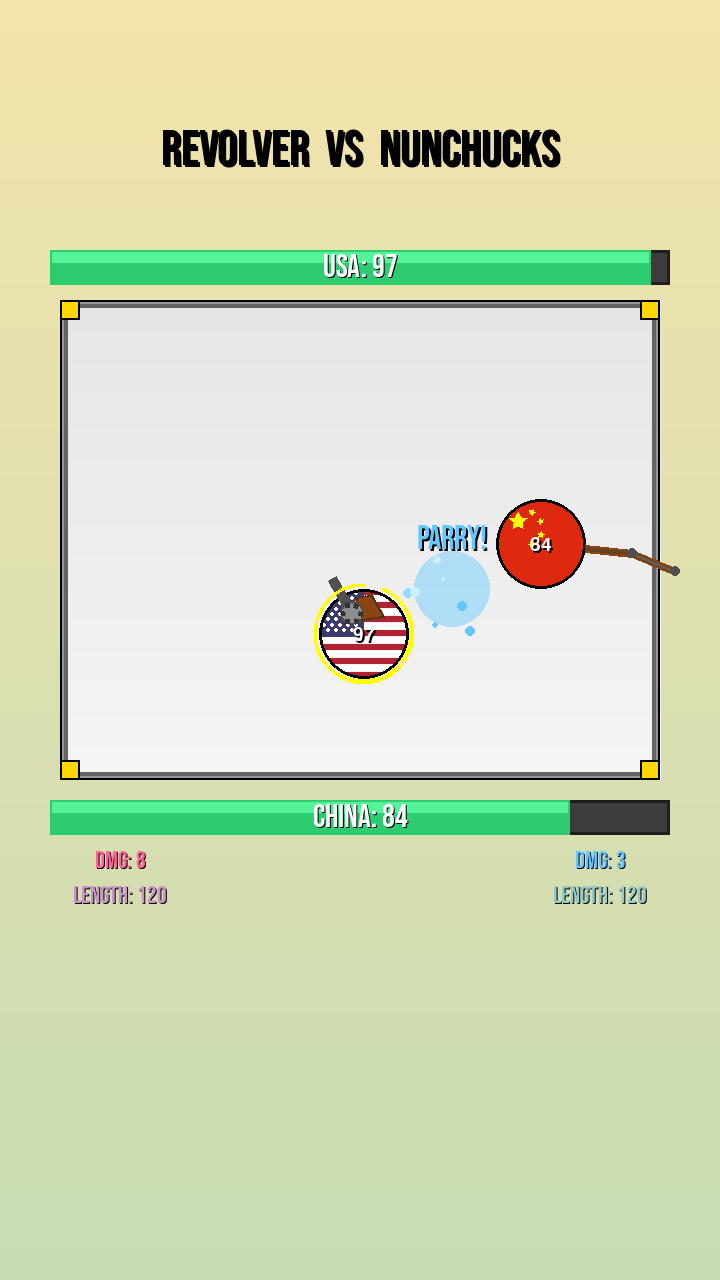 REVOLVER VS NUNCHUCKS
USA: 97
PARRY!
84
97
CHINA: 84
DMG: 8
DMG: 3
LENGTH: 120
LENGTH: 120